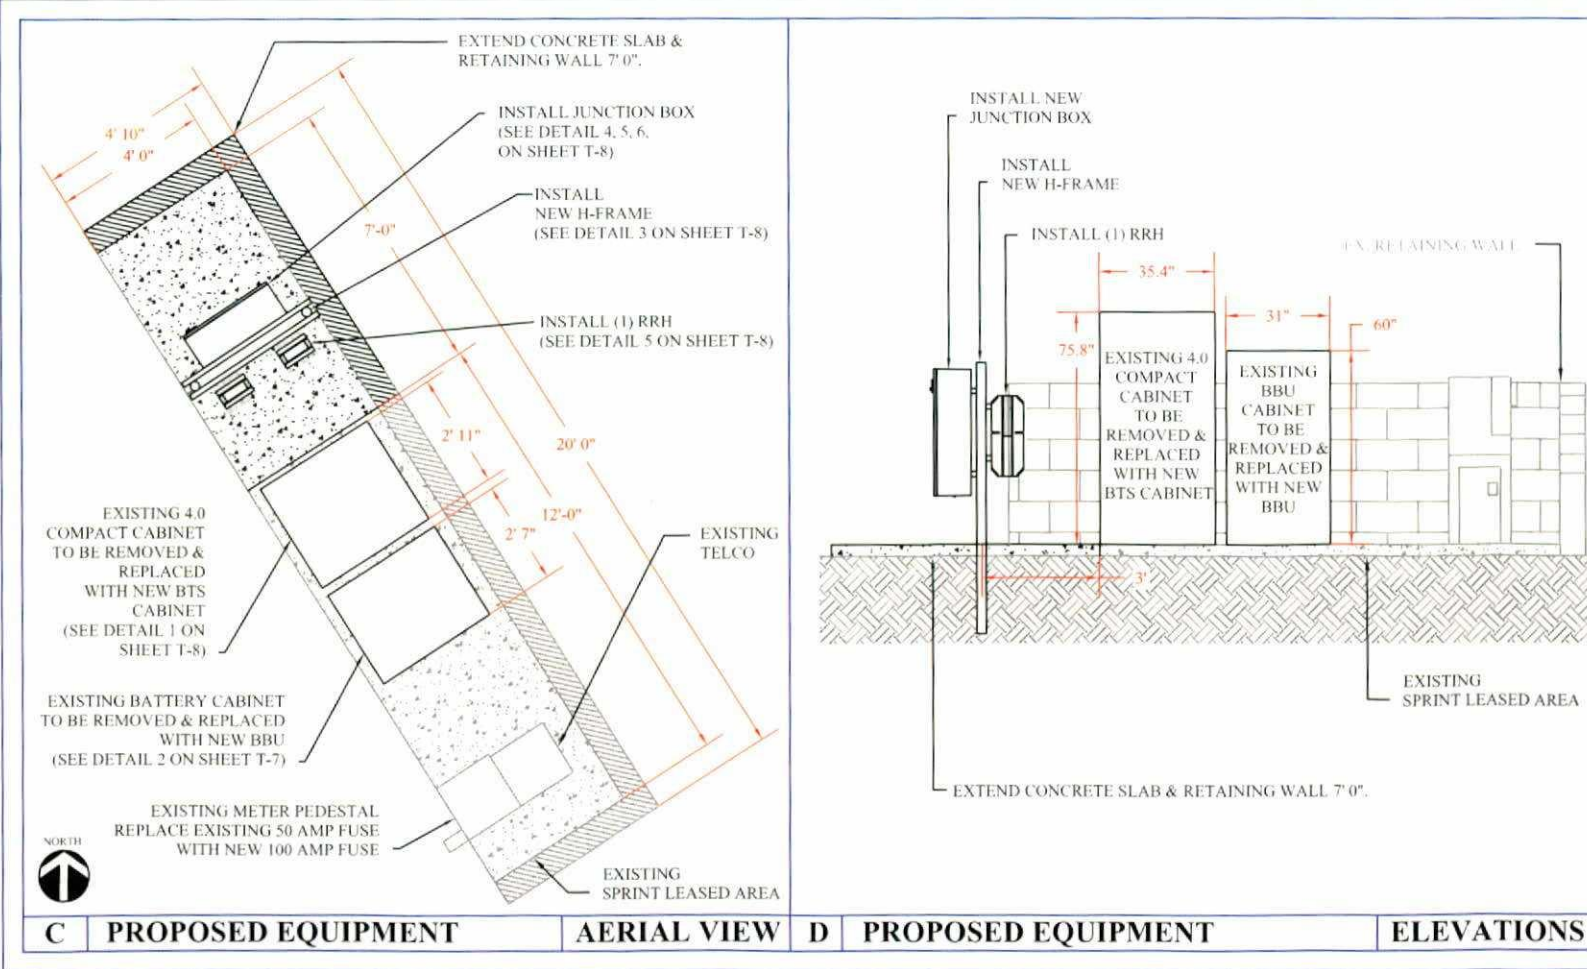 EXTEND CONCRETE SLAB &
RETAINING WALL 7' 0".
INSTALL JUNCTION BOX
(SEE DETAIL 4, 5, 6,
ON SHEET T-8)
INSTALL
NEW H-FRAME
(SEE DETAIL 3 ON SHEET T-8)
INSTALL (1) RRH
(SEE DETAIL 5 ON SHEET T-8)
4' 10"
4' 0"
7'-0"
2' 11"
20' 0"
12'-0"
2' 7"
EXISTING
TELCO
EXISTING 4.0
COMPACT CABINET
TO BE REMOVED &
REPLACED
WITH NEW BTS
CABINET
(SEE DETAIL 1 ON
SHEET T-8)
EXISTING BATTERY CABINET
TO BE REMOVED & REPLACED
WITH NEW BBU
(SEE DETAIL 2 ON SHEET T-7)
EXISTING METER PEDESTAL
REPLACE EXISTING 50 AMP FUSE
WITH NEW 100 AMP FUSE
NORTH
EXISTING
SPRINT LEASED AREA
C PROPOSED EQUIPMENT AERIAL VIEW
INSTALL NEW
JUNCTION BOX
INSTALL
NEW H-FRAME
INSTALL (1) RRH
EX. RETAINING WALL
35.4"
31"
60"
75.8"
EXISTING 4.0
COMPACT
CABINET
TO BE
REMOVED &
REPLACED
WITH NEW
BTS CABINET
EXISTING
BBU
CABINET
TO BE
REMOVED &
REPLACED
WITH NEW
BBU
3'
EXISTING
SPRINT LEASED AREA
EXTEND CONCRETE SLAB & RETAINING WALL 7' 0".
D PROPOSED EQUIPMENT ELEVATIONS